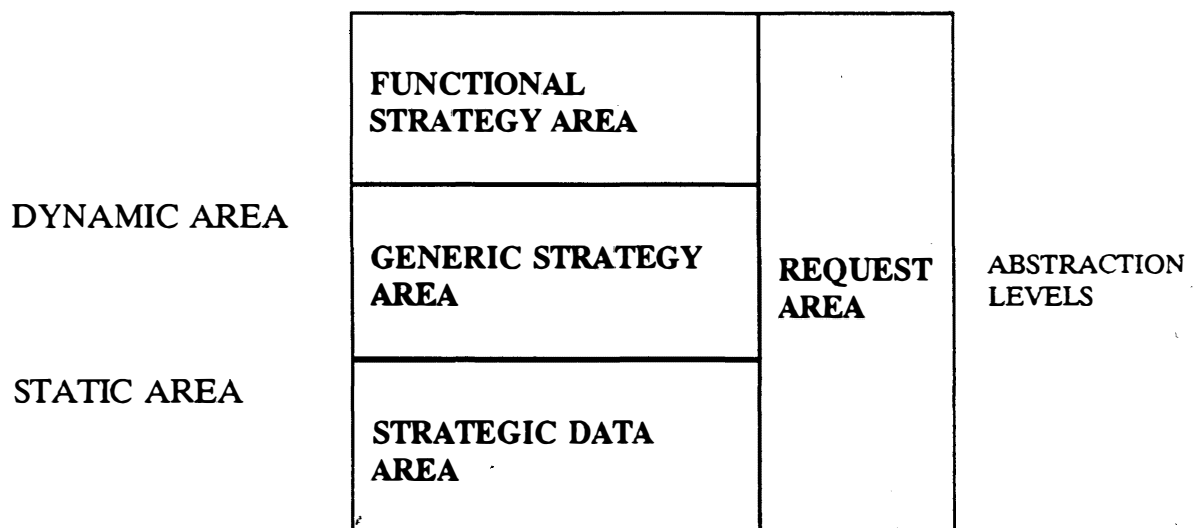 FUNCTIONAL
STRATEGY AREA
DYNAMIC AREA
GENERIC STRATEGY
AREA
REQUEST
AREA
ABSTRACTION
LEVELS
STATIC AREA
STRATEGIC DATA
AREA